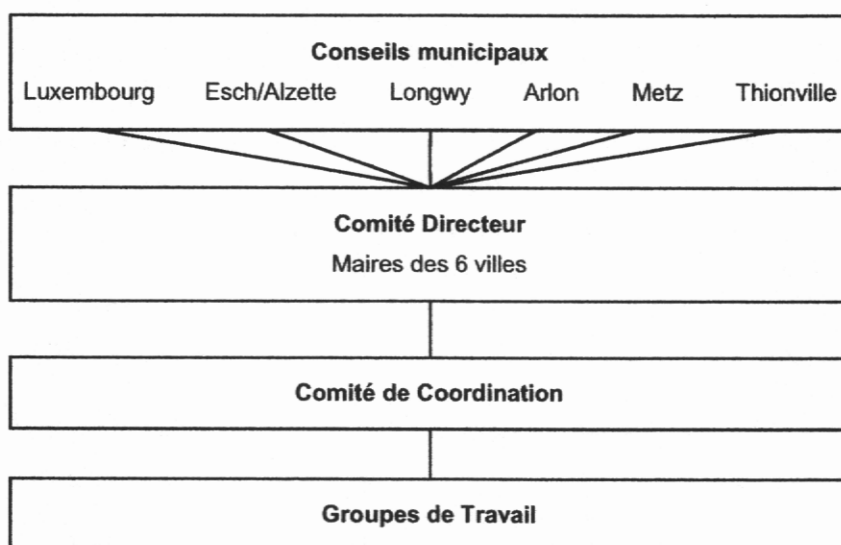 Conseils municipaux
Luxembourg Esch/Alzette Longwy Arlon Metz Thionville
Comité Directeur
Maires des 6 villes
Comité de Coordination
Groupes de Travail